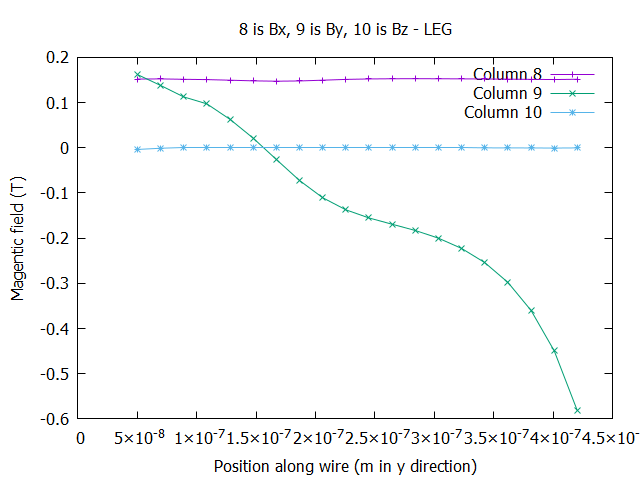 8 is Bx, 9 is By, 10 is Bz - LEG
0.2
0.1
0
-0.1
-0.2
-0.3
-0.4
-0.5
-0.6
Magentic field (T)
Column 8
Column 9
Column 10
0 5×10⁻⁸ 1×10⁻⁷ 1.5×10⁻⁷ 2×10⁻⁷ 2.5×10⁻⁷ 3×10⁻⁷ 3.5×10⁻⁷ 4×10⁻⁷ 4.5×10⁻
Position along wire (m in y direction)